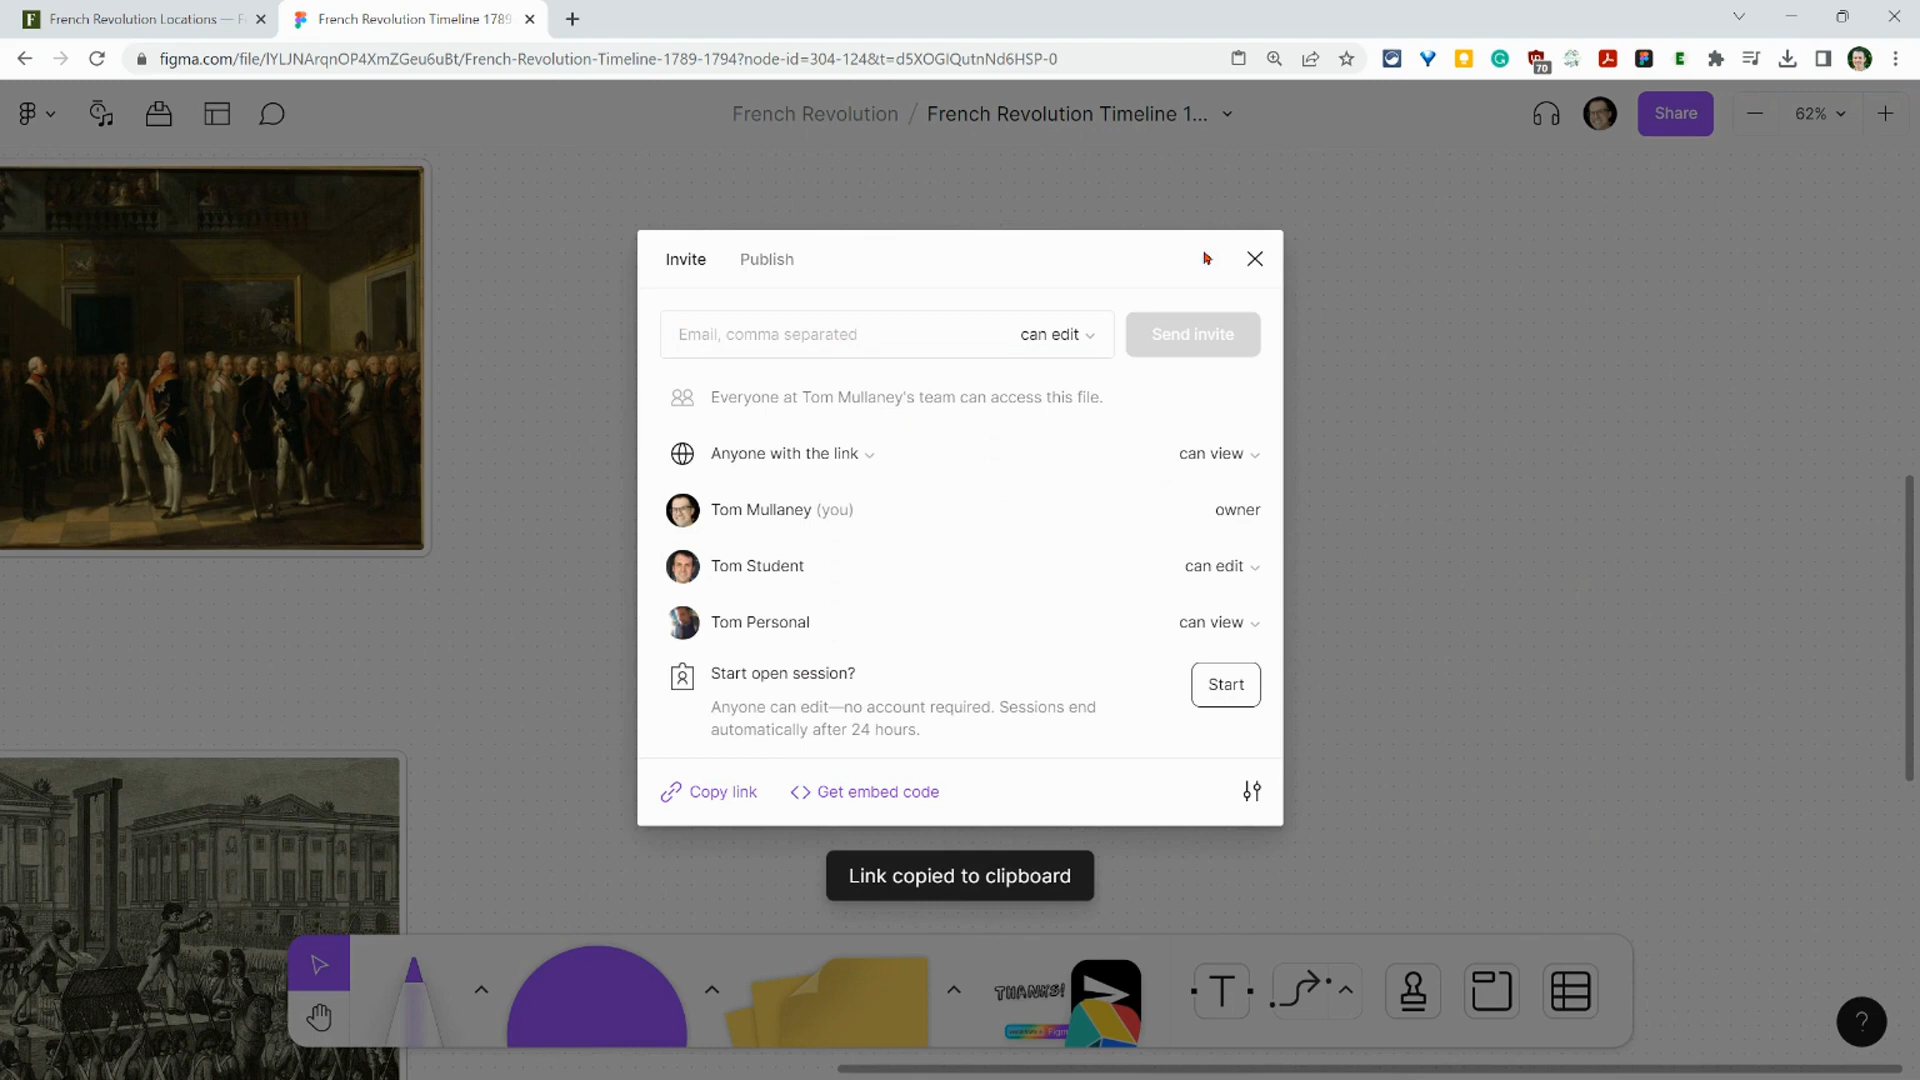 French Revolution Locations — F
French Revolution Timeline 1789
figma.com/file/lYLJNArqnOP4XmZGeu6uBt/French-Revolution-Timeline-1789-1794?node-id=304-124&t=d5XOGIQutnNd6HSP-0
70
French Revolution / French Revolution Timeline 1...
Share
62%
Invite
Publish
Email, comma separated
can edit
Send invite
Everyone at Tom Mullaney's team can access this file.
Anyone with the link
can view
Tom Mullaney (you)
owner
Tom Student
can edit
Tom Personal
can view
Start open session?
Start
Anyone can edit—no account required. Sessions end
automatically after 24 hours.
Copy link
Get embed code
Link copied to clipboard
THANKS!
T
?